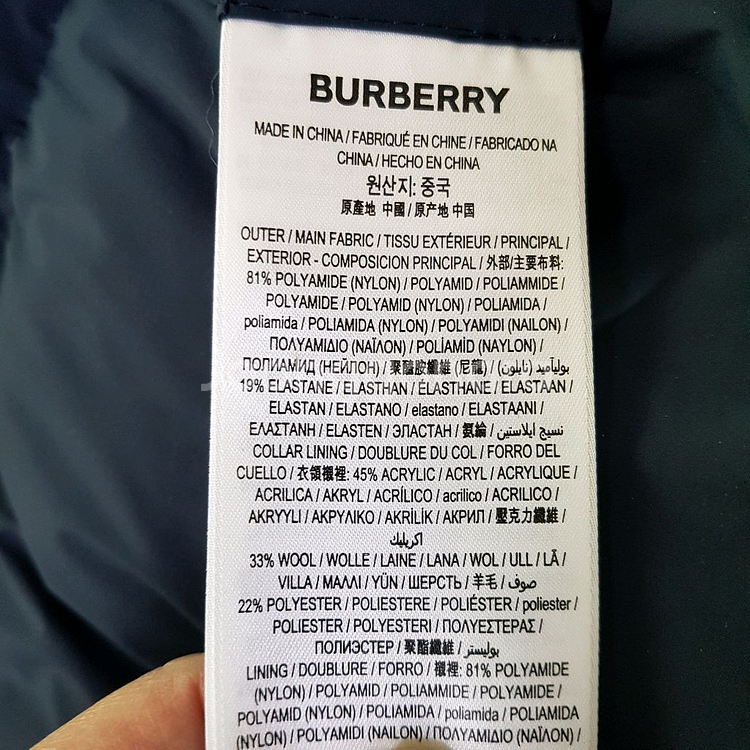 BURBERRY
MADE IN CHINA / FABRIQUÉ EN CHINE / FABRICADO NA
CHINA / HECHO EN CHINA
원산지: 중국
原產地 中國 / 原产地 中国
OUTER / MAIN FABRIC / TISSU EXTÉRIEUR / PRINCIPAL /
EXTERIOR - COMPOSICION PRINCIPAL / 外部/主要布料:
81% POLYAMIDE (NYLON) / POLYAMID / POLIAMMIDE /
POLYAMIDE / POLYAMID (NYLON) / POLIAMIDA /
poliamida / POLIAMIDA (NYLON) / POLYAMIDI (NAILON) /
ΠΟΛΥΑΜΙΔΙΟ (ΝΑΪΛΟΝ) / POLİAMİD (NAYLON) /
ПОЛИАМИД (НЕЙЛОН) / 聚醯胺纖維 (尼龍) / بولياميد (نايلون)
19% ELASTANE / ELASTHAN / ÉLASTHANE / ELASTAAN /
ELASTAN / ELASTANO / elastano / ELASTAANI /
ΕΛΑΣΤΑΝΗ / ELASTEN / ЭЛАСТАН / 氨綸 / نسيج ايلاستين
COLLAR LINING / DOUBLURE DU COL / FORRO DEL
CUELLO / 衣領襯裡: 45% ACRYLIC / ACRYL / ACRYLIQUE /
ACRILICA / AKRYL / ACRÍLICO / acrilico / ACRILICO /
AKRYYLI / ΑΚΡΥΛΙΚΟ / AKRİLİK / АКРИЛ / 壓克力纖維 /
اكريليك
33% WOOL / WOLLE / LAINE / LANA / WOL / ULL / LÃ /
VILLA / ΜΑΛΛΙ / YÜN / ШЕРСТЬ / 羊毛 / صوف
22% POLYESTER / POLIESTERE / POLIÉSTER / poliester /
POLIESTER / POLYESTERI / ΠΟΛΥΕΣΤΕΡΑΣ /
ПОЛИЭСТЕР / 聚酯纖維 / بوليستر
LINING / DOUBLURE / FORRO / 襯裡: 81% POLYAMIDE
(NYLON) / POLYAMID / POLIAMMIDE / POLYAMIDE /
POLYAMID (NYLON) / POLIAMIDA / poliamida / POLIAMIDA
(NYLON) / POLYAMIDI (NAILON) / ΠΟΛΥΑΜΙΔΙΟ (ΝΑΪΛΟΝ) /